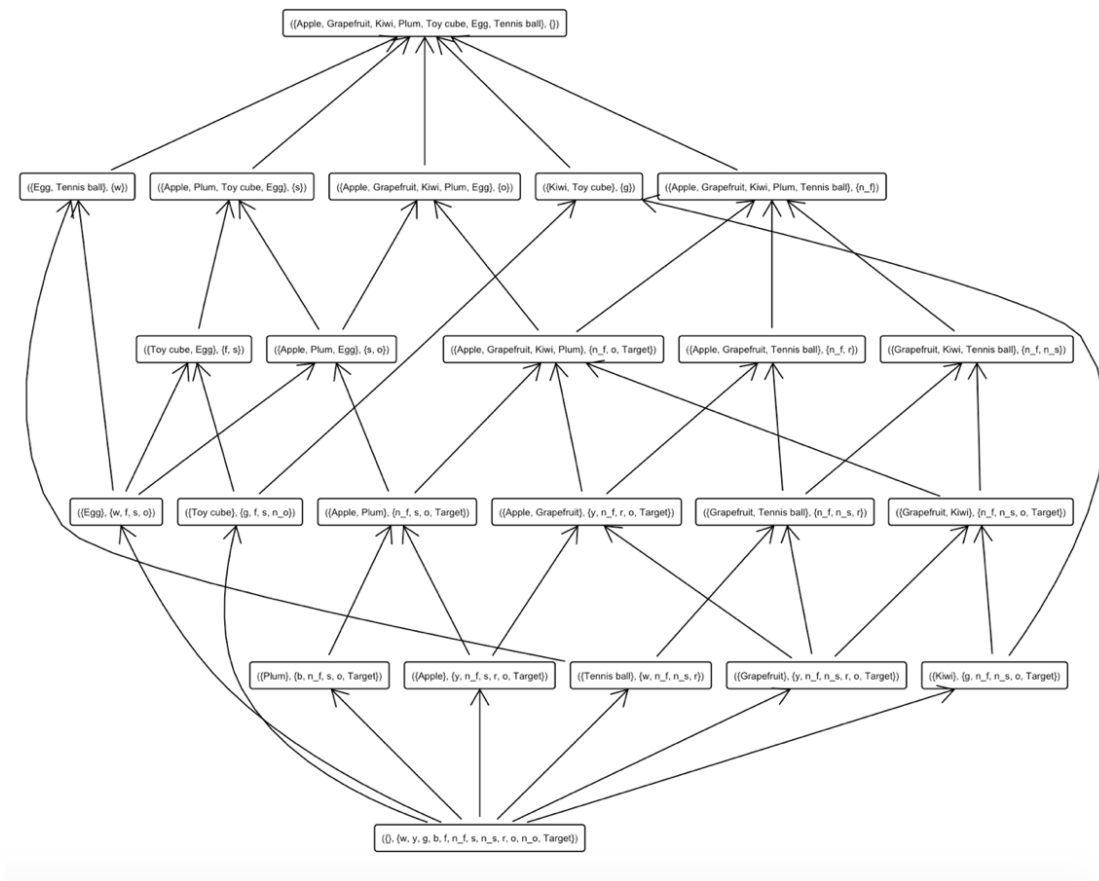 ({Apple, Grapefruit, Kiwi, Plum, Toy cube, Egg, Tennis ball}, {})
({Egg, Tennis ball}, {w})
({Apple, Plum, Toy cube, Egg}, {s})
({Apple, Grapefruit, Kiwi, Plum, Egg}, {o})
({Kiwi, Toy cube}, {g})
({Apple, Grapefruit, Kiwi, Plum, Tennis ball}, {n_f})
({Toy cube, Egg}, {f, s})
({Apple, Plum, Egg}, {s, o})
({Apple, Grapefruit, Kiwi, Plum}, {n_f, o, Target})
({Apple, Grapefruit, Tennis ball}, {n_f, r})
({Grapefruit, Kiwi, Tennis ball}, {n_f, n_s})
({Egg}, {w, f, s, o})
({Toy cube}, {g, f, s, n_o})
({Apple, Plum}, {n_f, s, o, Target})
({Apple, Grapefruit}, {y, n_f, r, o, Target})
({Grapefruit, Tennis ball}, {n_f, n_s, r})
({Grapefruit, Kiwi}, {n_f, n_s, o, Target})
({Plum}, {b, n_f, s, o, Target})
({Apple}, {y, n_f, s, r, o, Target})
({Tennis ball}, {w, n_f, n_s, r})
({Grapefruit}, {y, n_f, n_s, r, o, Target})
({Kiwi}, {g, n_f, n_s, o, Target})
({}, {w, y, g, b, f, n_f, s, n_s, r, o, n_o, Target})